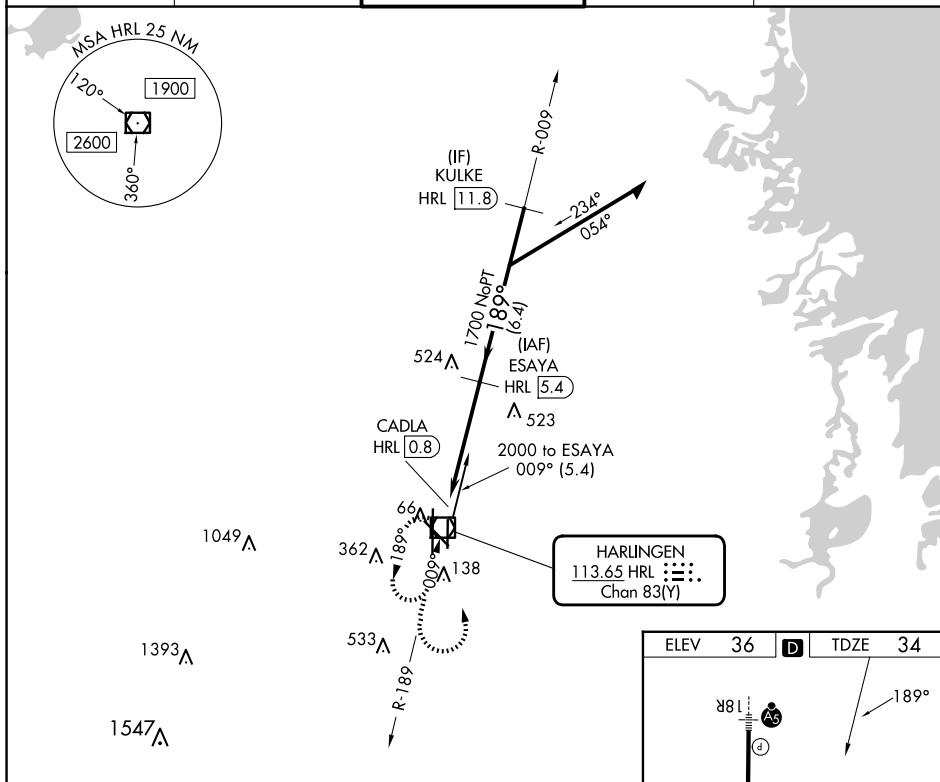 MSA HRL 25 NM
120°
1900
2600
360°
R-009
(IF)
KULKE
HRL 11.8
234°
054°
1700 NoPT
189°
(6.4)
(IAF)
ESAYA
HRL 5.4
524
523
CADLA
HRL 0.8
2000 to ESAYA
009° (5.4)
66
1049
362
189°
009°
138
HARLINGEN
113.65 HRL
Chan 83(Y)
533
1393
R-189
1547
ELEV 36 D TDZE 34
189°
18R
A5
P